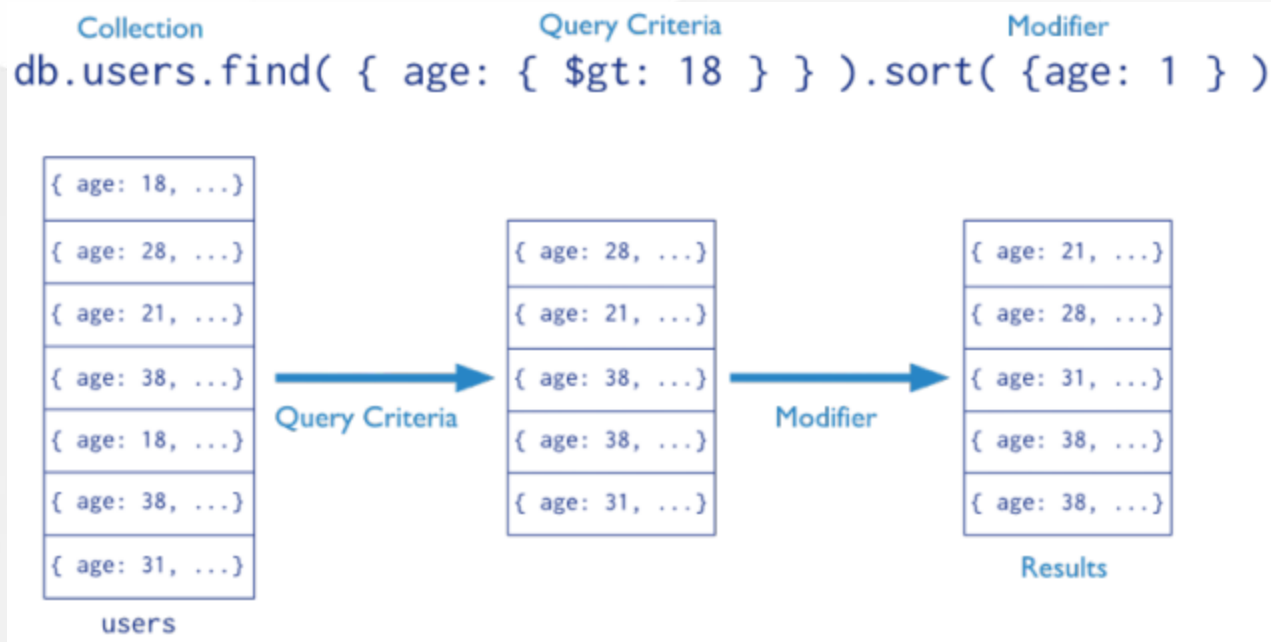 Collection Query Criteria Modifier
db.users.find( { age: { $gt: 18 } } ).sort( {age: 1 } )
{ age: 18, ...}
{ age: 28, ...}
{ age: 21, ...}
{ age: 38, ...}
{ age: 18, ...}
{ age: 38, ...}
{ age: 31, ...}
users
Query Criteria
{ age: 28, ...}
{ age: 21, ...}
{ age: 38, ...}
{ age: 38, ...}
{ age: 31, ...}
Modifier
{ age: 21, ...}
{ age: 28, ...}
{ age: 31, ...}
{ age: 38, ...}
{ age: 38, ...}
Results